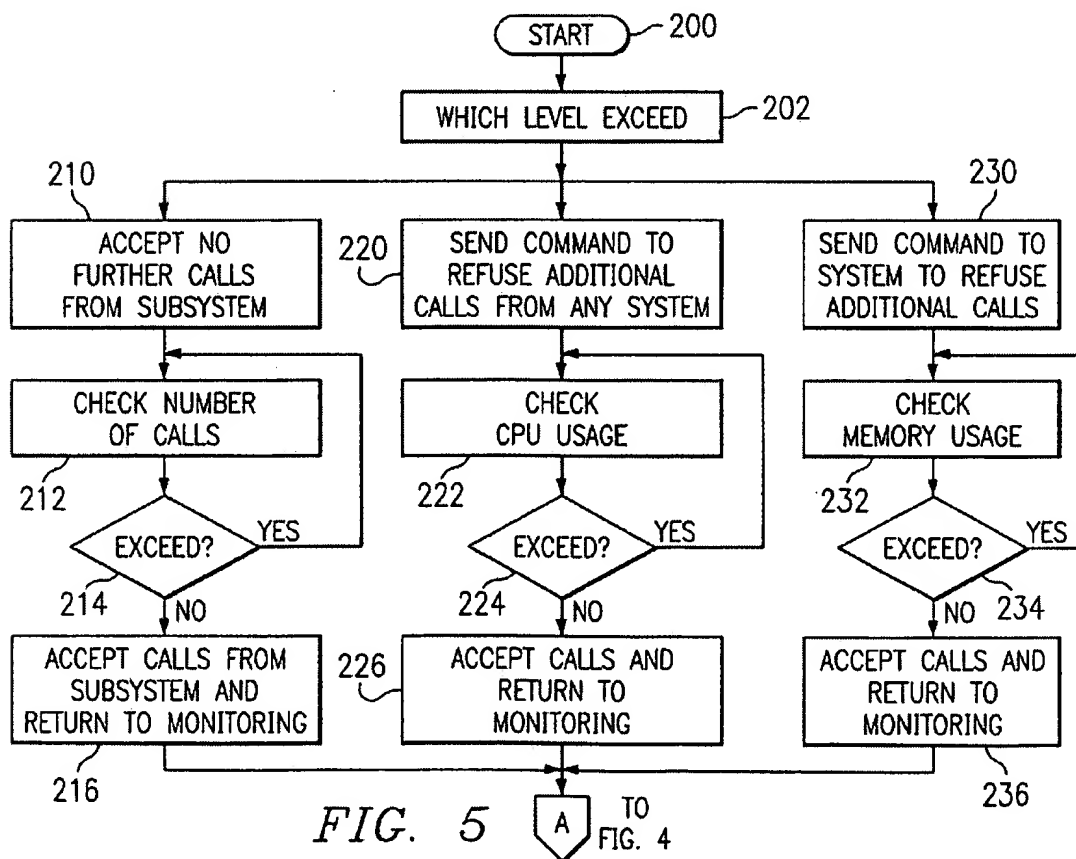 START
200
WHICH LEVEL EXCEED
202
210
ACCEPT NO
FURTHER CALLS
FROM SUBSYSTEM
220
SEND COMMAND TO
REFUSE ADDITIONAL
CALLS FROM ANY SYSTEM
230
SEND COMMAND TO
SYSTEM TO REFUSE
ADDITIONAL CALLS
CHECK NUMBER
OF CALLS
212
CHECK
CPU USAGE
222
CHECK
MEMORY USAGE
232
EXCEED?
YES
214
NO
EXCEED?
YES
224
NO
EXCEED?
YES
234
NO
ACCEPT CALLS FROM
SUBSYSTEM AND
RETURN TO MONITORING
216
226
ACCEPT CALLS AND
RETURN TO
MONITORING
ACCEPT CALLS AND
RETURN TO
MONITORING
236
FIG. 5
A
TO
FIG. 4